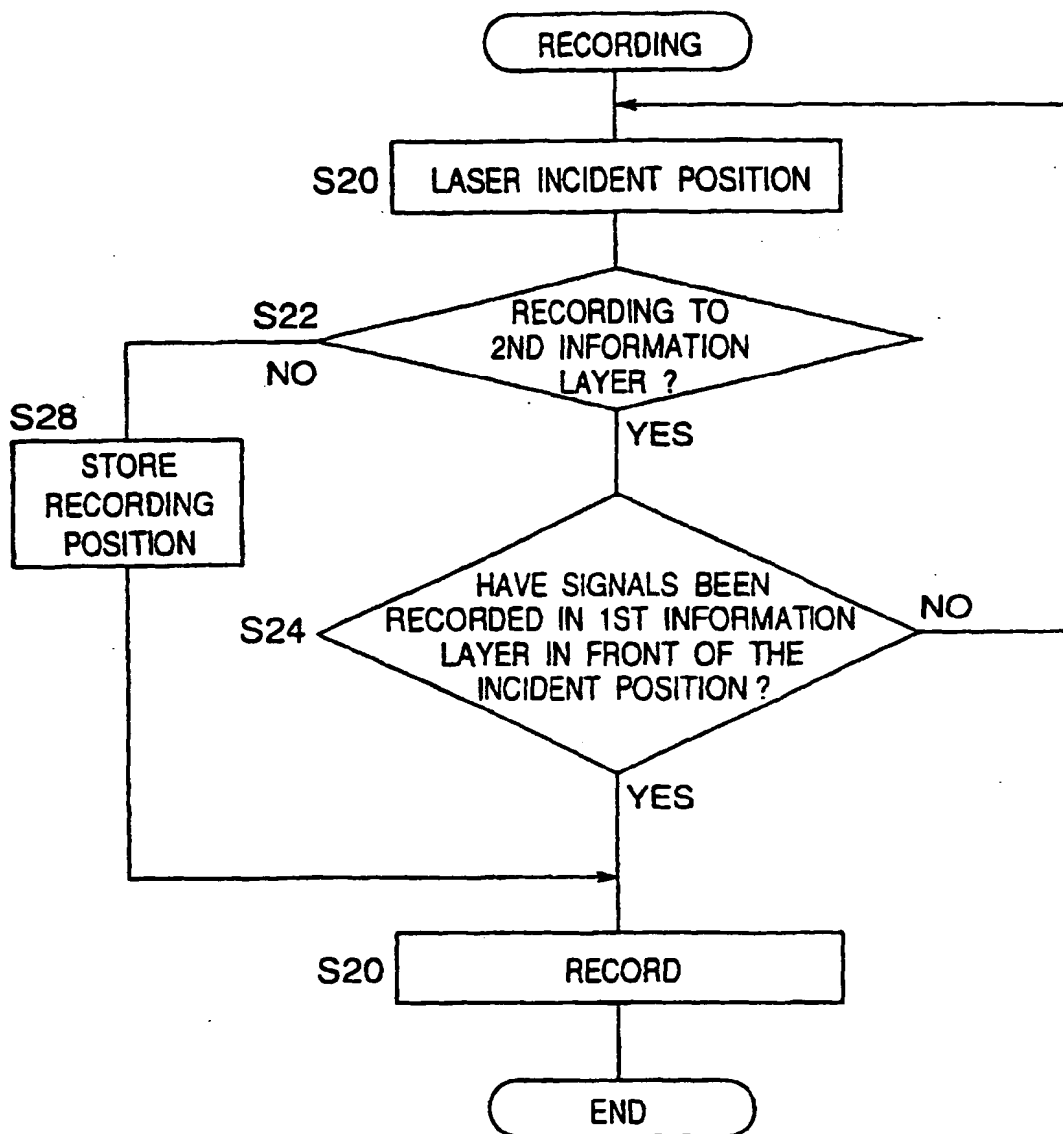 RECORDING
S20
LASER INCIDENT POSITION
S22
RECORDING TO
2ND INFORMATION
LAYER ?
NO
YES
S28
STORE
RECORDING
POSITION
S24
HAVE SIGNALS BEEN
RECORDED IN 1ST INFORMATION
LAYER IN FRONT OF THE
INCIDENT POSITION ?
NO
YES
S20
RECORD
END